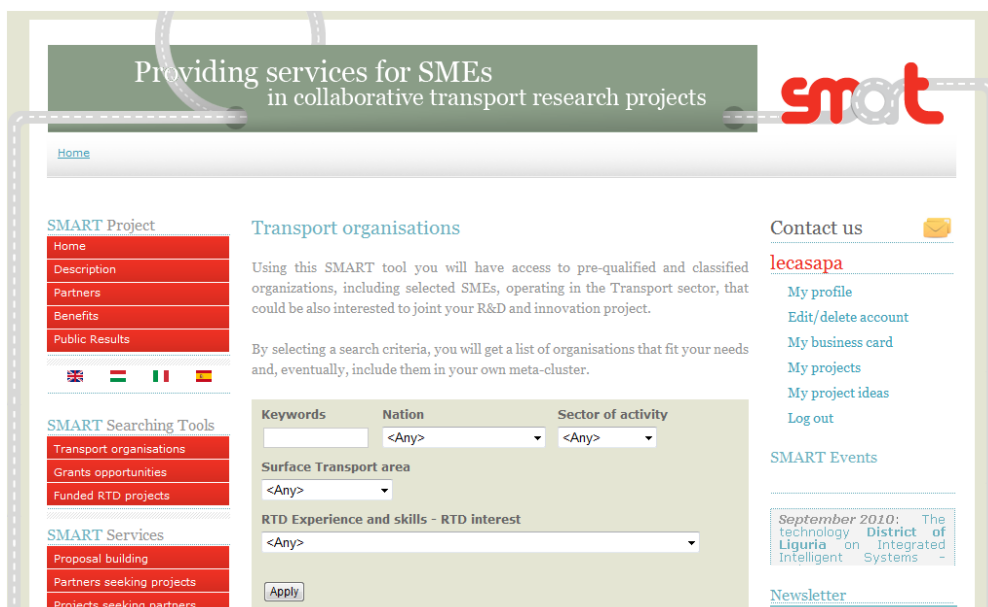 Providing services for SMEs
in collaborative transport research projects
smart
Home
SMART Project
Home
Description
Partners
Benefits
Public Results
SMART Searching Tools
Transport organisations
Grants opportunities
Funded RTD projects
SMART Services
Proposal building
Partners seeking projects
Projects seeking partners
Transport organisations
Using this SMART tool you will have access to pre-qualified and classified
organizations, including selected SMEs, operating in the Transport sector, that
could be also interested to joint your R&D and innovation project.
By selecting a search criteria, you will get a list of organisations that fit your needs
and, eventually, include them in your own meta-cluster.
Keywords Nation Sector of activity
<Any> <Any>
Surface Transport area
<Any>
RTD Experience and skills - RTD interest
<Any>
Apply
Contact us
lecasapa
My profile
Edit/delete account
My business card
My projects
My project ideas
Log out
SMART Events
September 2010: The
technology District of
Liguria on Integrated
Intelligent Systems -
Newsletter